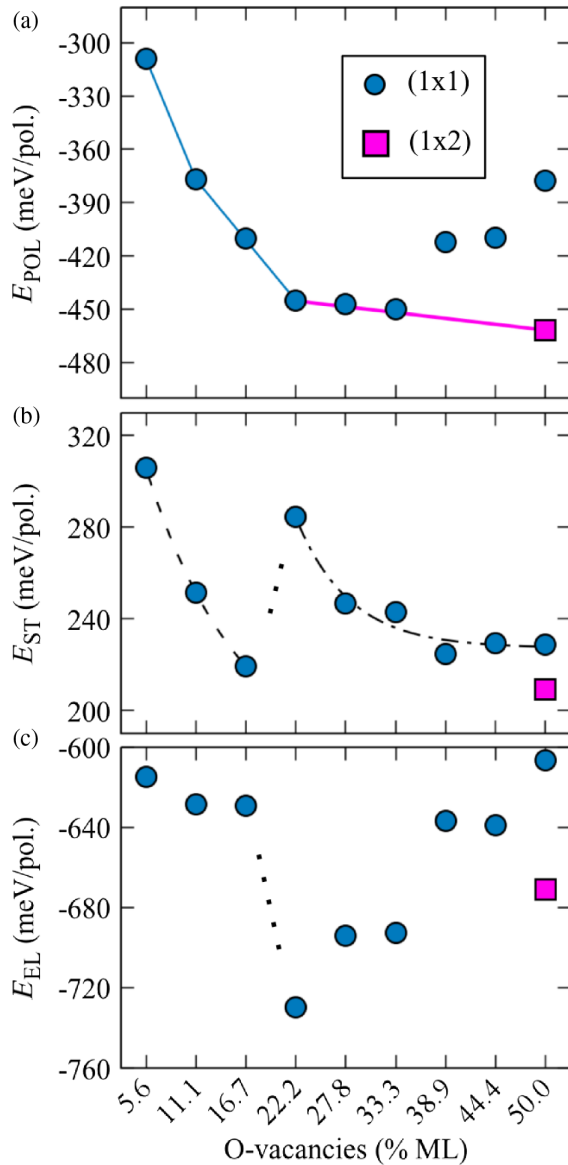 (a)
-300
-330
-360
-390
-420
-450
-480
E_POL (meV/pol.)
(1x1)
(1x2)
(b)
320
280
240
200
E_ST (meV/pol.)
(c)
-600
-640
-680
-720
-760
E_EL (meV/pol.)
5.6 11.1 16.7 22.2 27.8 33.3 38.9 44.4 50.0
O-vacancies (% ML)